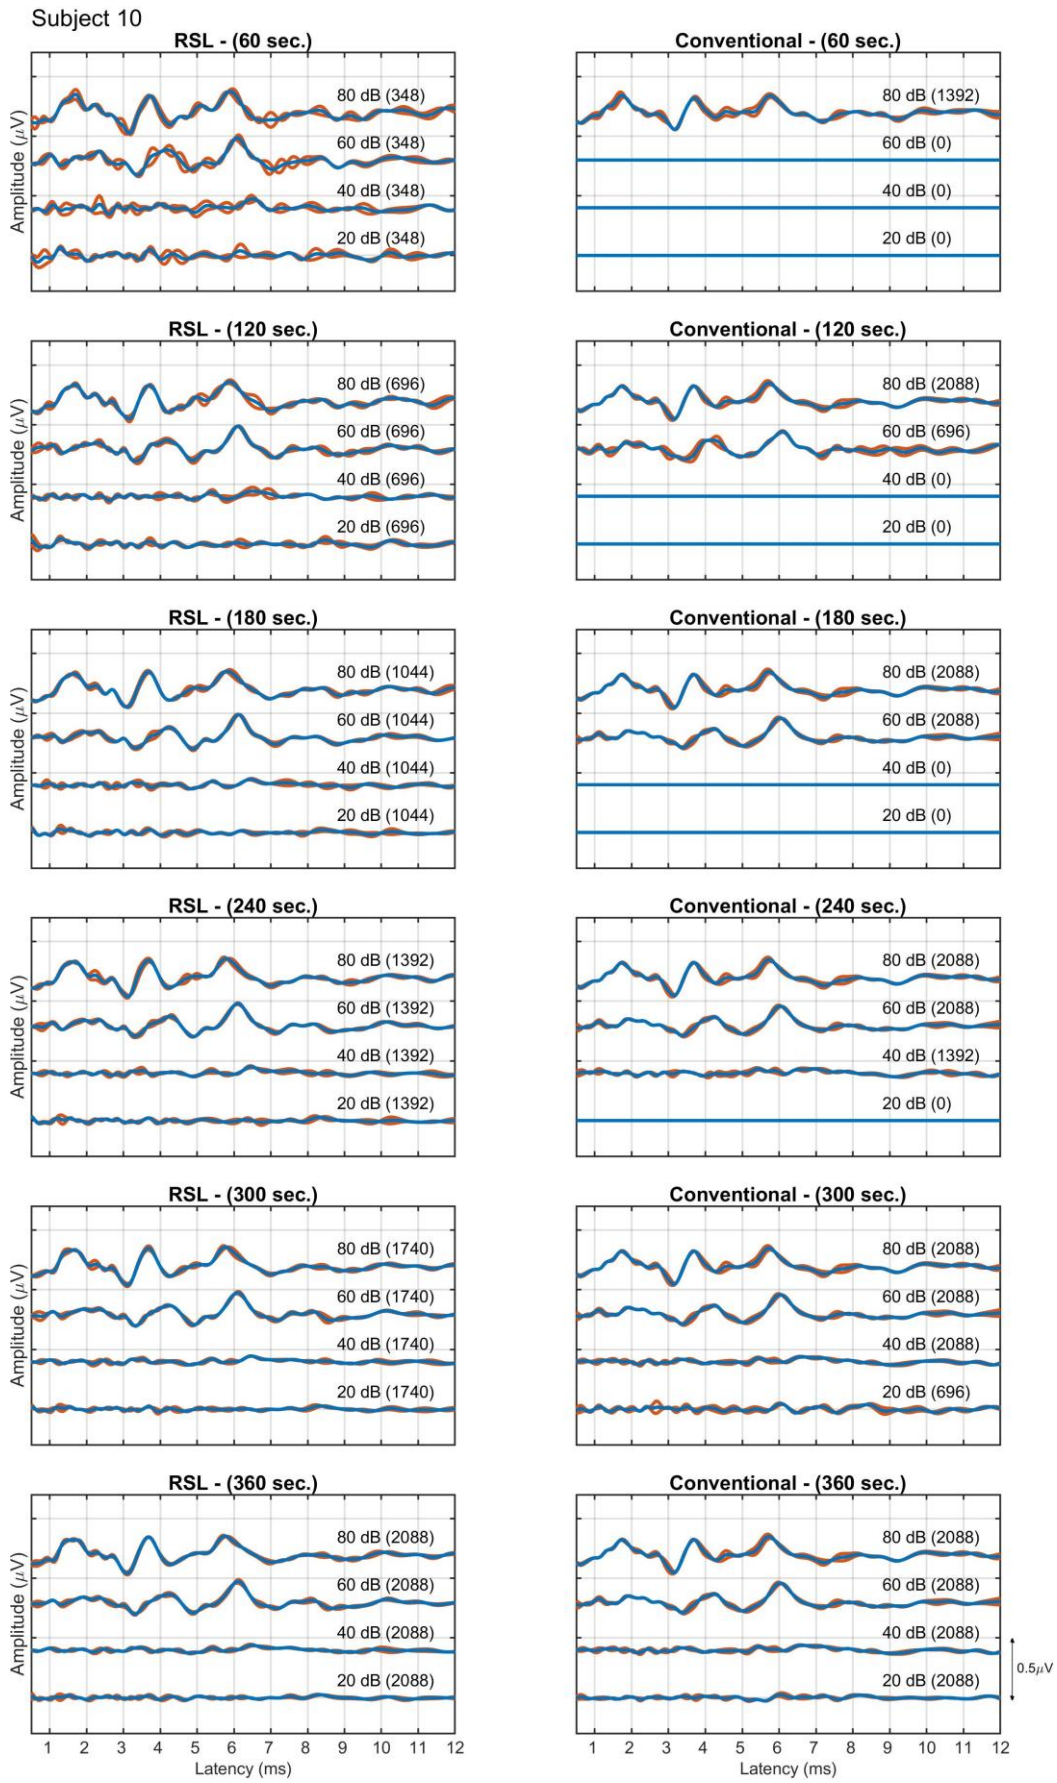 Subject 10
RSL - (60 sec.)
Amplitude (μV)
80 dB (348)
60 dB (348)
40 dB (348)
20 dB (348)
Conventional - (60 sec.)
80 dB (1392)
60 dB (0)
40 dB (0)
20 dB (0)
RSL - (120 sec.)
Amplitude (μV)
80 dB (696)
60 dB (696)
40 dB (696)
20 dB (696)
Conventional - (120 sec.)
80 dB (2088)
60 dB (696)
40 dB (0)
20 dB (0)
RSL - (180 sec.)
Amplitude (μV)
80 dB (1044)
60 dB (1044)
40 dB (1044)
20 dB (1044)
Conventional - (180 sec.)
80 dB (2088)
60 dB (2088)
40 dB (0)
20 dB (0)
RSL - (240 sec.)
Amplitude (μV)
80 dB (1392)
60 dB (1392)
40 dB (1392)
20 dB (1392)
Conventional - (240 sec.)
80 dB (2088)
60 dB (2088)
40 dB (1392)
20 dB (0)
RSL - (300 sec.)
Amplitude (μV)
80 dB (1740)
60 dB (1740)
40 dB (1740)
20 dB (1740)
Conventional - (300 sec.)
80 dB (2088)
60 dB (2088)
40 dB (2088)
20 dB (696)
RSL - (360 sec.)
Amplitude (μV)
80 dB (2088)
60 dB (2088)
40 dB (2088)
20 dB (2088)
1 2 3 4 5 6 7 8 9 10 11 12
Latency (ms)
Conventional - (360 sec.)
80 dB (2088)
60 dB (2088)
40 dB (2088)
20 dB (2088)
0.5μV
1 2 3 4 5 6 7 8 9 10 11 12
Latency (ms)